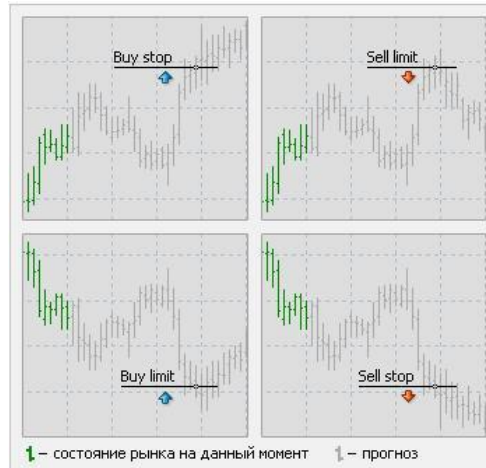 Buy stop
Sell limit
Buy limit
Sell stop
– состояние рынка на данный момент
– прогноз